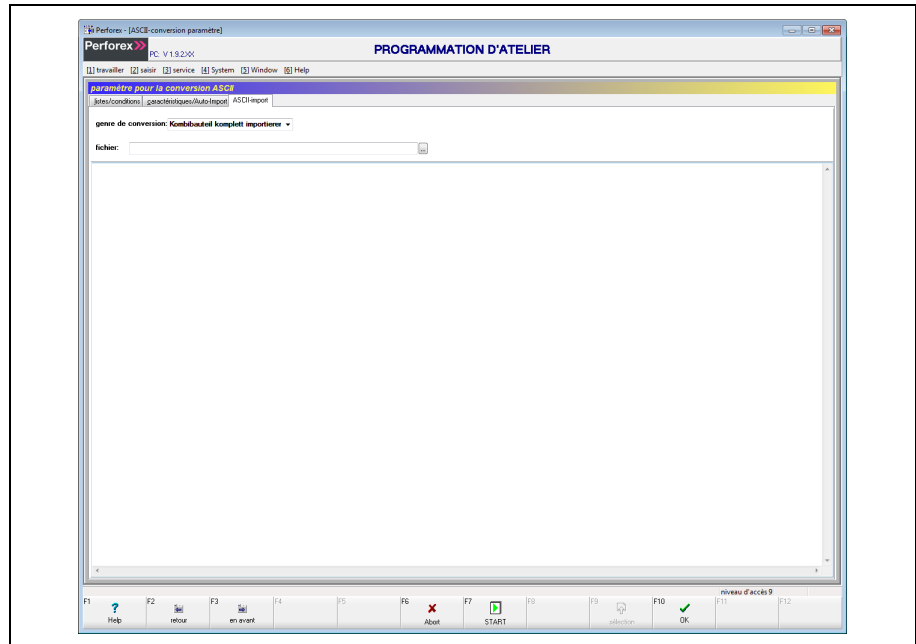 Perforex - [ASCII-conversion paramètre]
Perforex
PC: V 1.9.2.XX
PROGRAMMATION D'ATELIER
[1] travailler [2] saisir [3] service [4] System [5] Window [6] Help
paramètre pour la conversion ASCII
listes/conditions caractéristiques/Auto-Import ASCII-import
genre de conversion: Kombibauteil komplett importierer
fichier: ...
niveau d'accès 9
F1 F2 F3 F4 F5 F6 F7 F8 F9 F10 F11 F12
Help retour en avant Abort START sélection OK